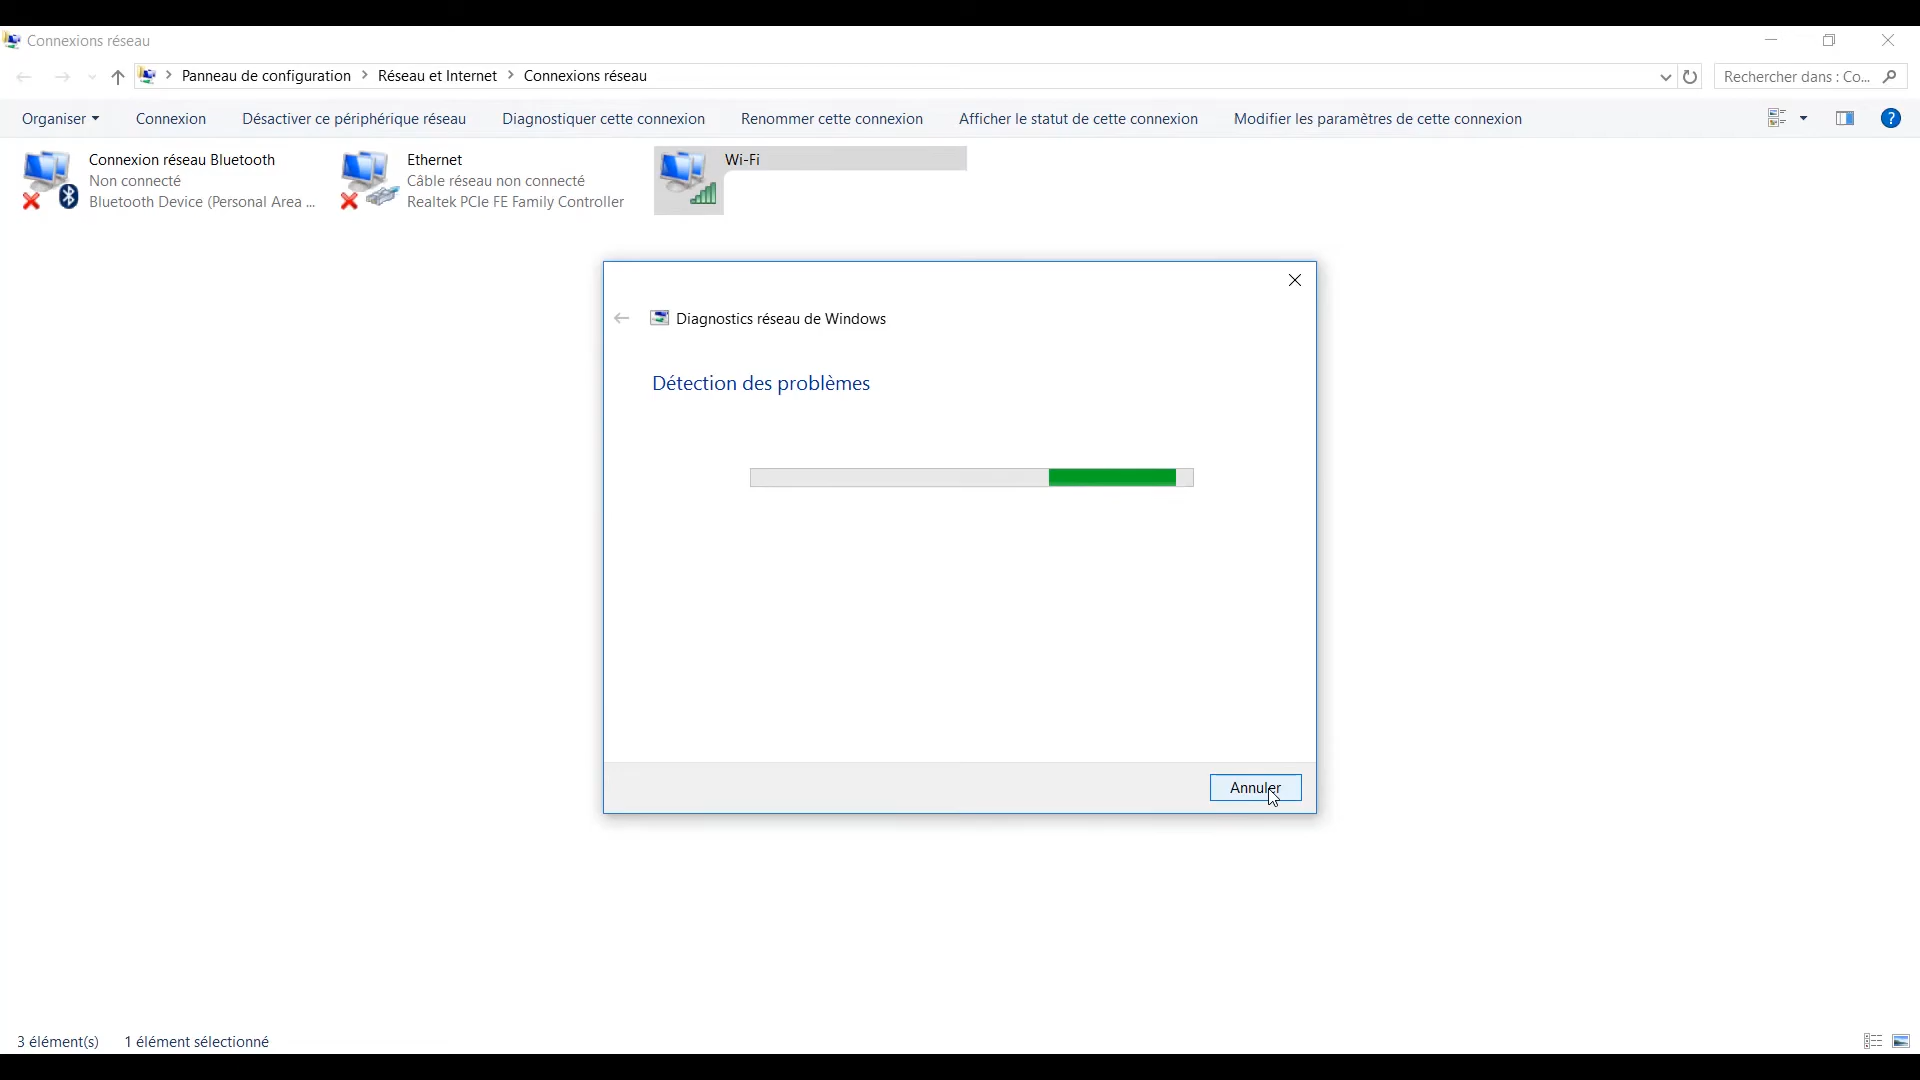 Connexions réseau
Panneau de configuration > Réseau et Internet > Connexions réseau
Rechercher dans : Co...
Organiser Connexion Désactiver ce périphérique réseau Diagnostiquer cette connexion Renommer cette connexion Afficher le statut de cette connexion Modifier les paramètres de cette connexion
Connexion réseau Bluetooth
Non connecté
Bluetooth Device (Personal Area ...
Ethernet
Câble réseau non connecté
Realtek PCIe FE Family Controller
Wi-Fi
Diagnostics réseau de Windows
Détection des problèmes
Annuler
3 élément(s) 1 élément sélectionné